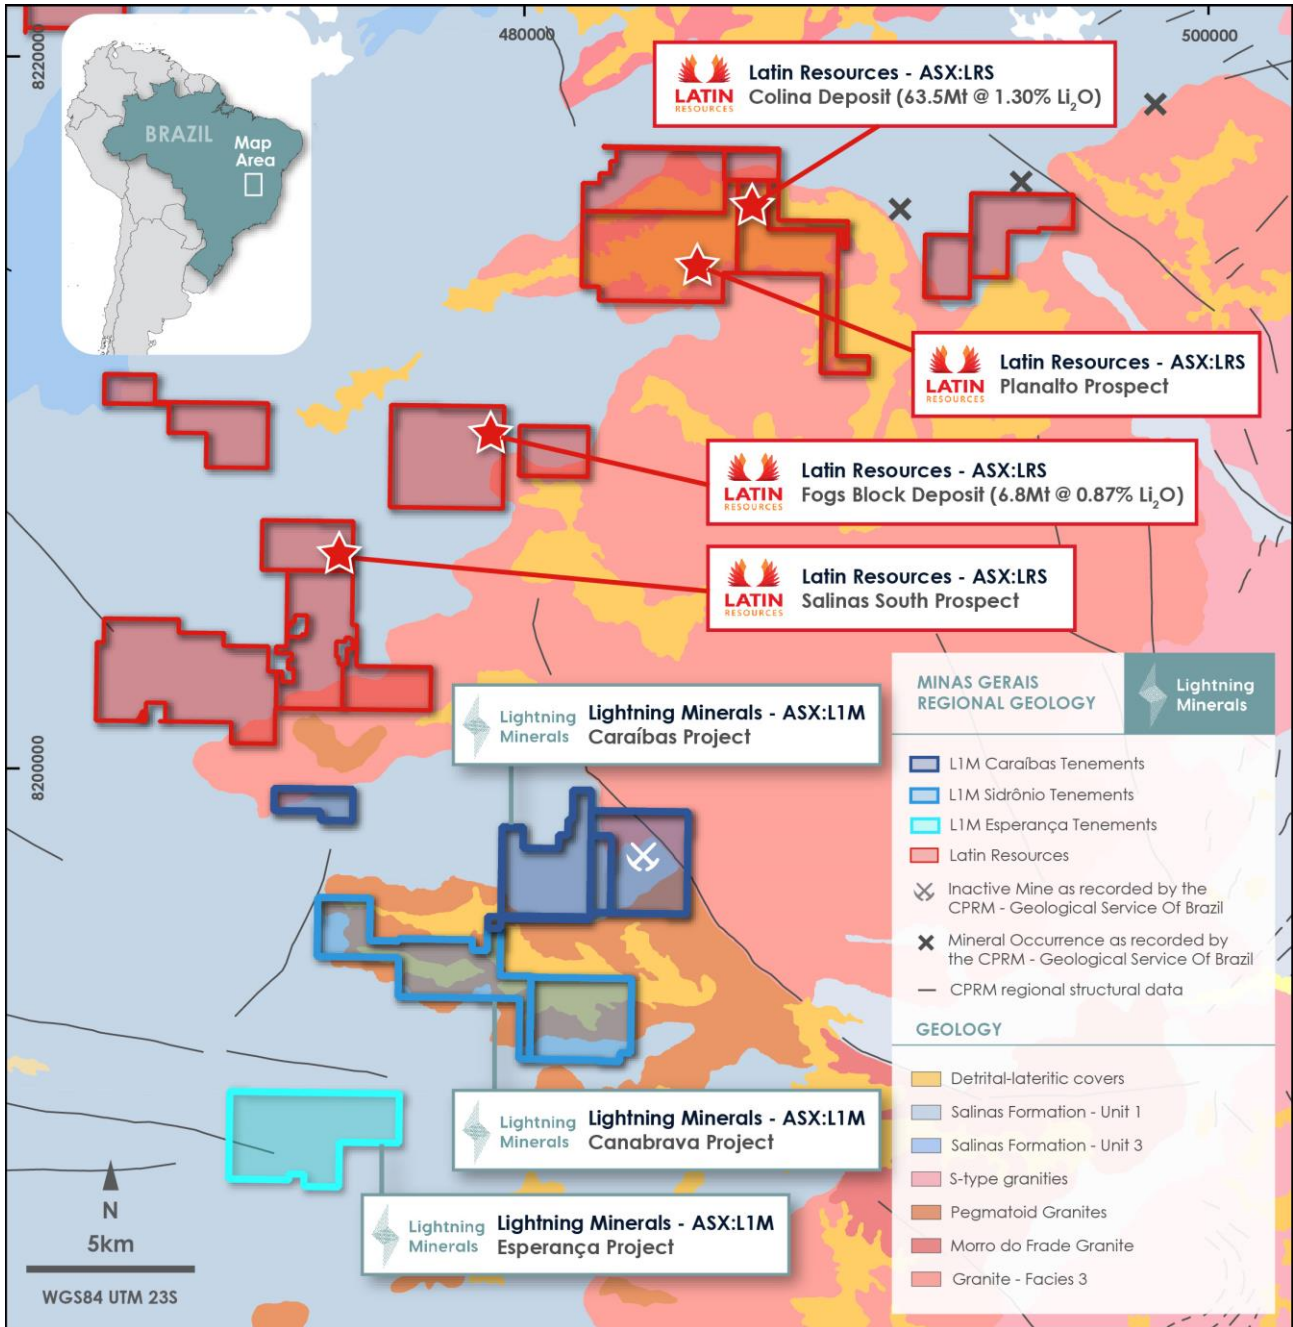 480000
500000
8220000
8200000
BRAZIL
Map
Area
LATIN
RESOURCES
Latin Resources - ASX:LRS
Colina Deposit (63.5Mt @ 1.30% Li₂O)
LATIN
RESOURCES
Latin Resources - ASX:LRS
Planalto Prospect
LATIN
RESOURCES
Latin Resources - ASX:LRS
Fogs Block Deposit (6.8Mt @ 0.87% Li₂O)
LATIN
RESOURCES
Latin Resources - ASX:LRS
Salinas South Prospect
Lightning
Minerals
Lightning Minerals - ASX:L1M
Caraíbas Project
Lightning
Minerals
Lightning Minerals - ASX:L1M
Canabrava Project
Lightning
Minerals
Lightning Minerals - ASX:L1M
Esperança Project
N
5km
WGS84 UTM 23S
MINAS GERAIS
REGIONAL GEOLOGY
Lightning
Minerals
L1M Caraíbas Tenements
L1M Sidrônio Tenements
L1M Esperança Tenements
Latin Resources
Inactive Mine as recorded by the
CPRM - Geological Service Of Brazil
Mineral Occurrence as recorded by
the CPRM - Geological Service Of Brazil
CPRM regional structural data
GEOLOGY
Detrital-lateritic covers
Salinas Formation - Unit 1
Salinas Formation - Unit 3
S-type granities
Pegmatoid Granites
Morro do Frade Granite
Granite - Facies 3